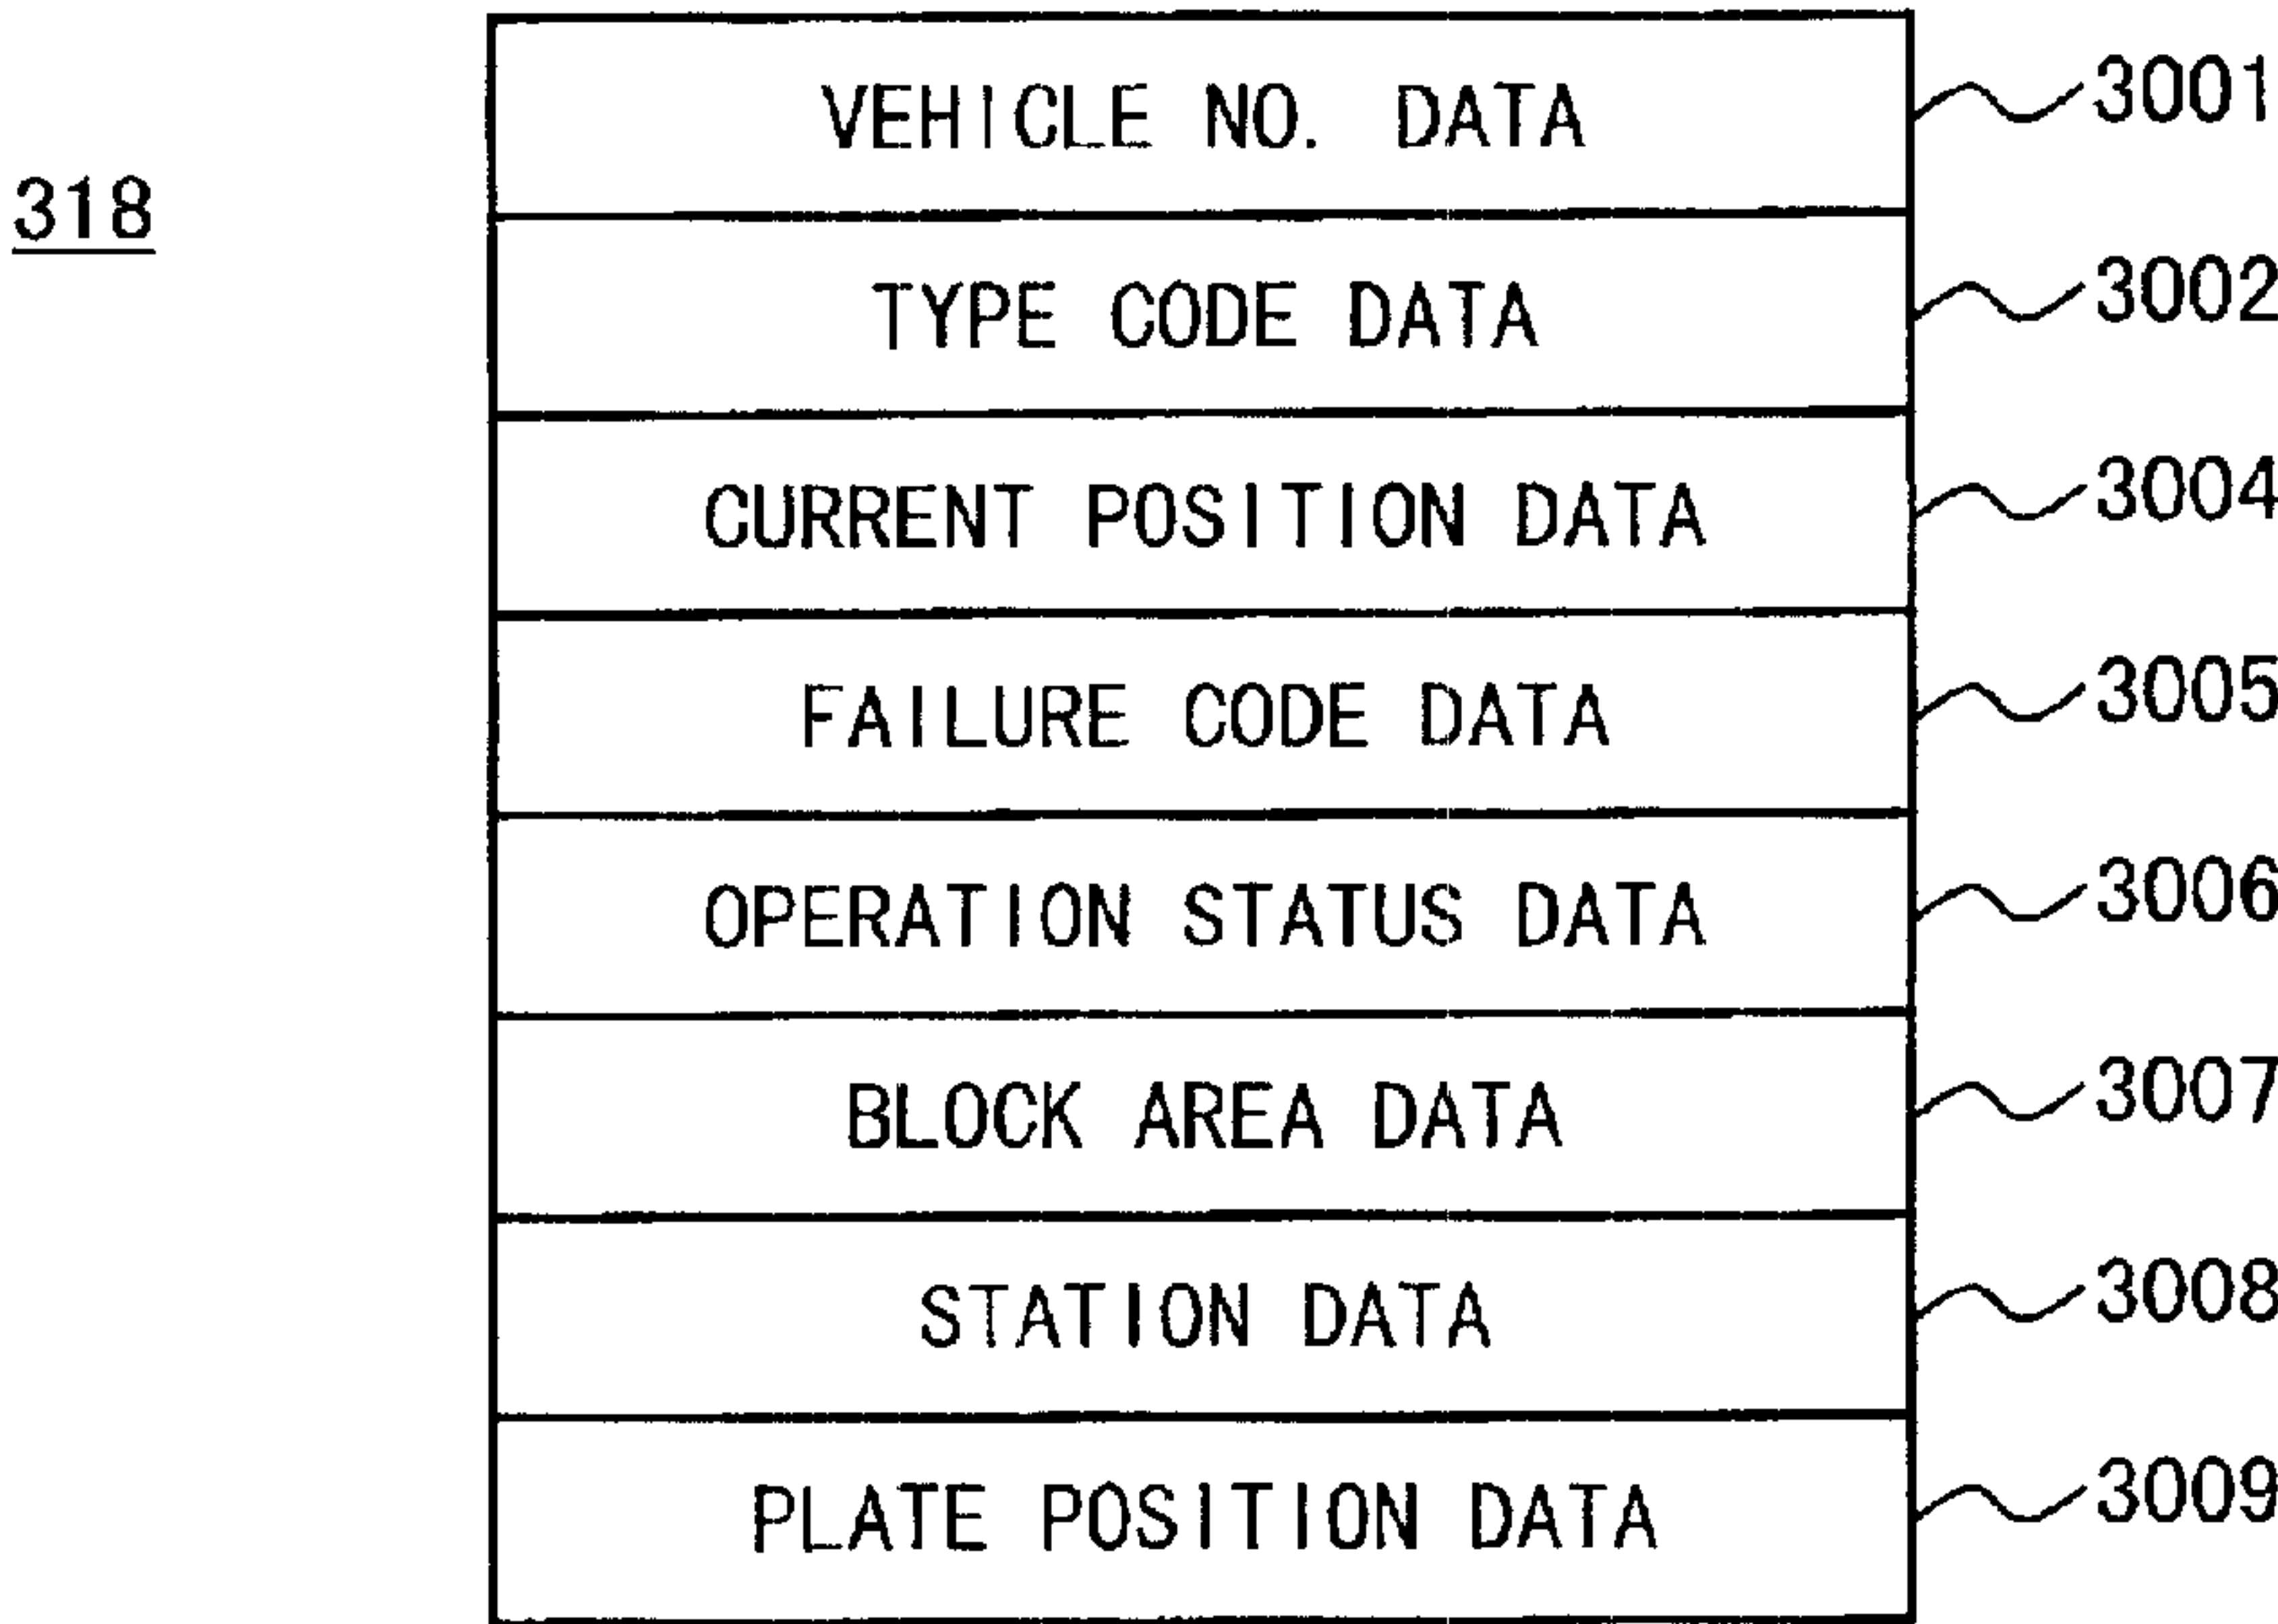 VEHICLE NO. DATA 3001
318
TYPE CODE DATA 3002
CURRENT POSITION DATA 3004
FAILURE CODE DATA 3005
OPERATION STATUS DATA 3006
BLOCK AREA DATA 3007
STATION DATA 3008
PLATE POSITION DATA 3009